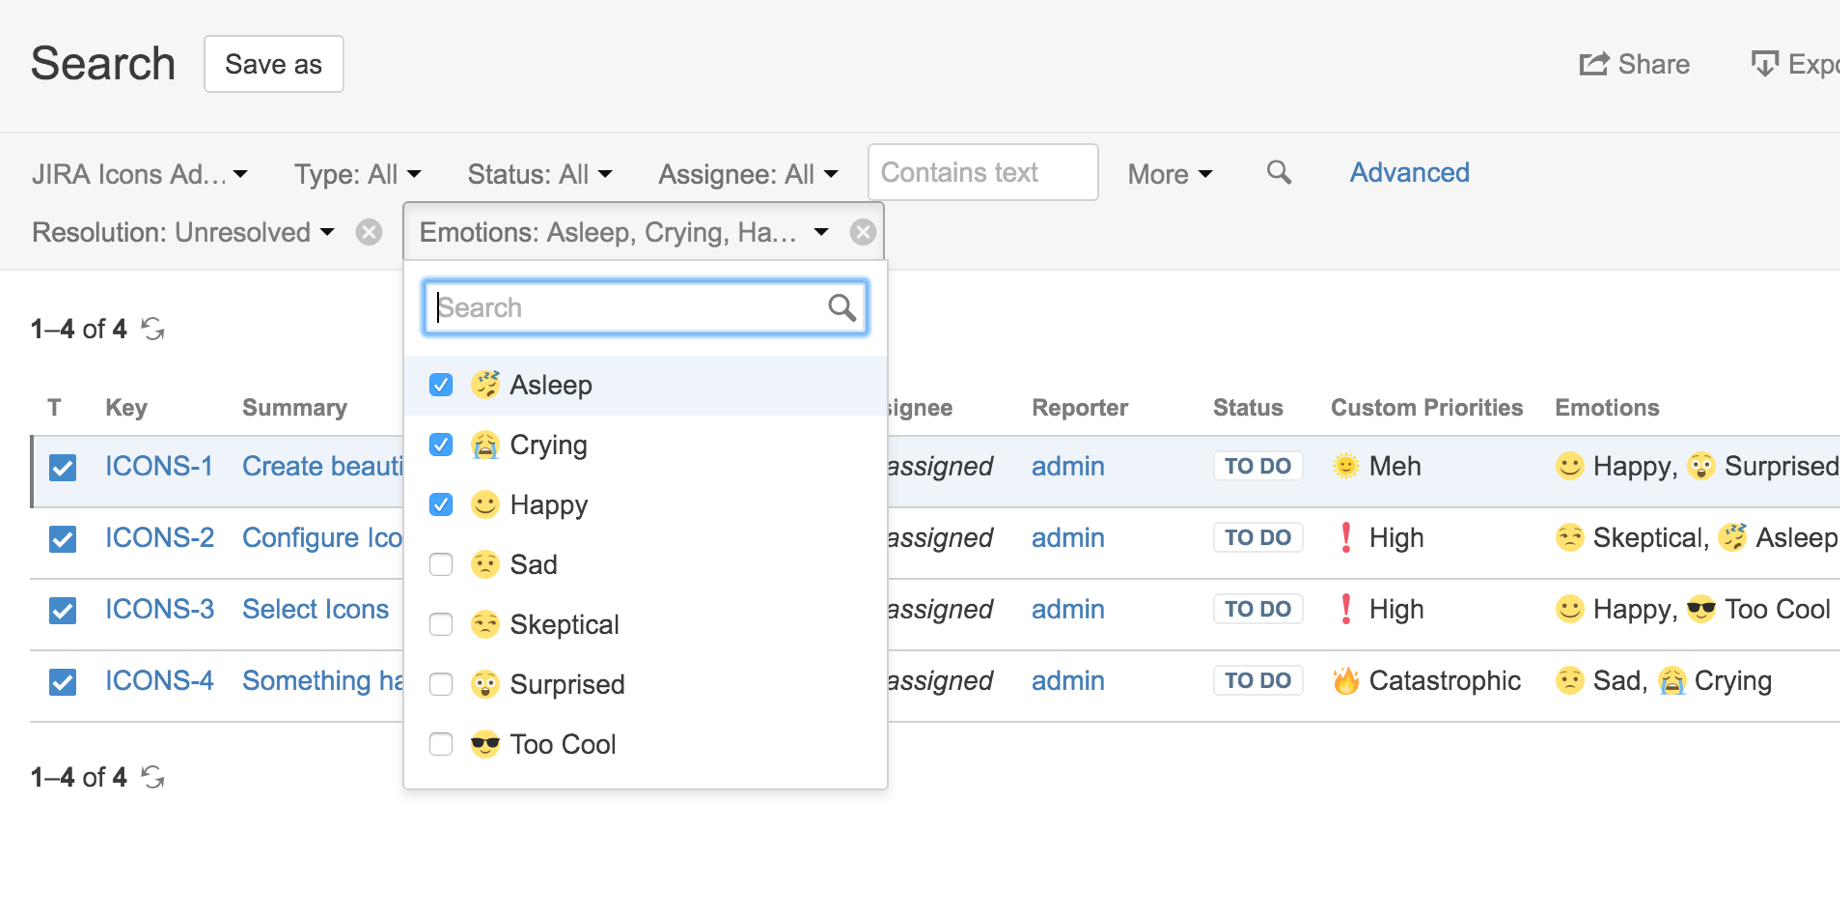 Search Save as Share Expo
JIRA Icons Ad... Type: All Status: All Assignee: All Contains text More Advanced
Resolution: Unresolved Emotions: Asleep, Crying, Ha...
Search
1–4 of 4
Asleep
T Key Summary signee Reporter Status Custom Priorities Emotions
Crying
ICONS-1 Create beauti assigned admin TO DO Meh Happy, Surprised
Happy
ICONS-2 Configure Ico assigned admin TO DO High Skeptical, Asleep
Sad
ICONS-3 Select Icons assigned admin TO DO High Happy, Too Cool
Skeptical
ICONS-4 Something ha assigned admin TO DO Catastrophic Sad, Crying
Surprised
Too Cool
1–4 of 4